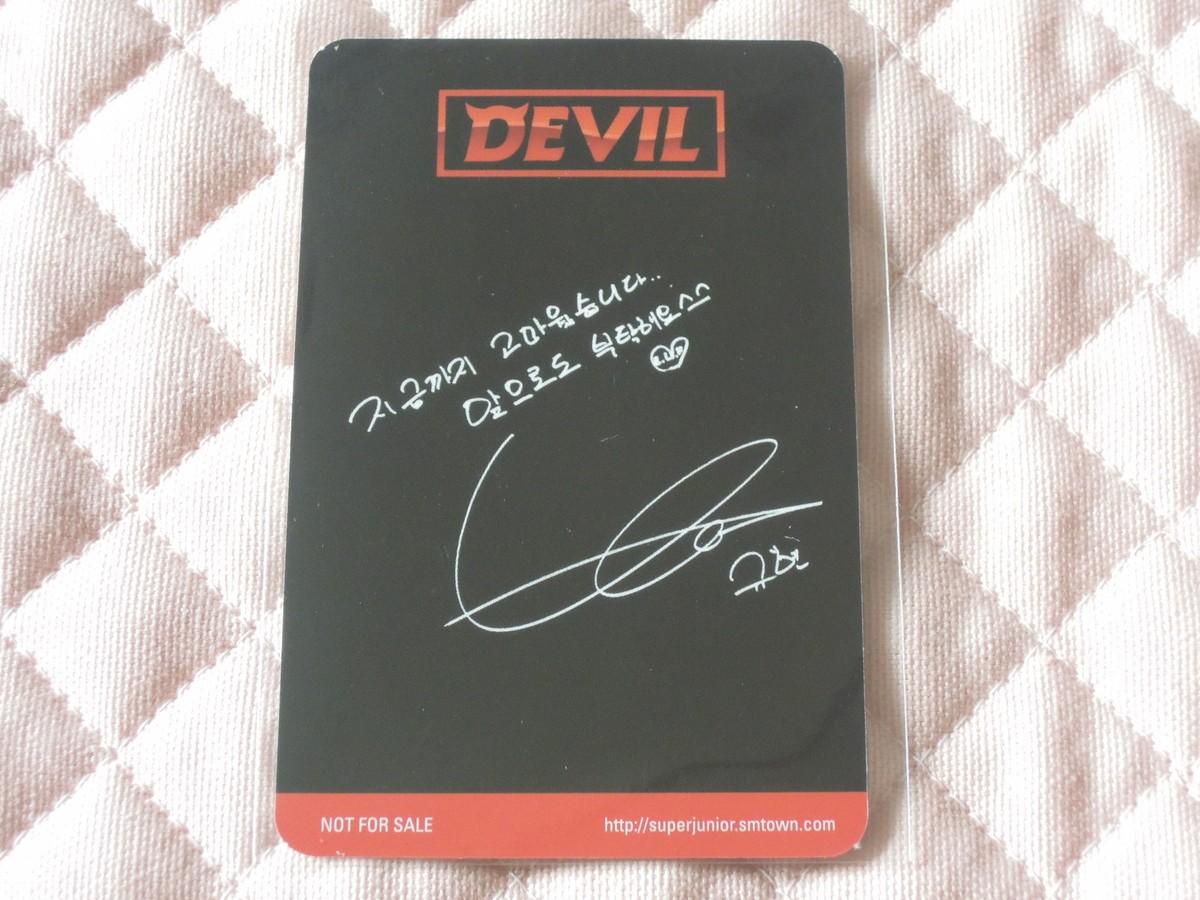 DEVIL
지금까지 고마웠습니다..
앞으로도 부탁해요^^
규현
NOT FOR SALE
http://superjunior.smtown.com